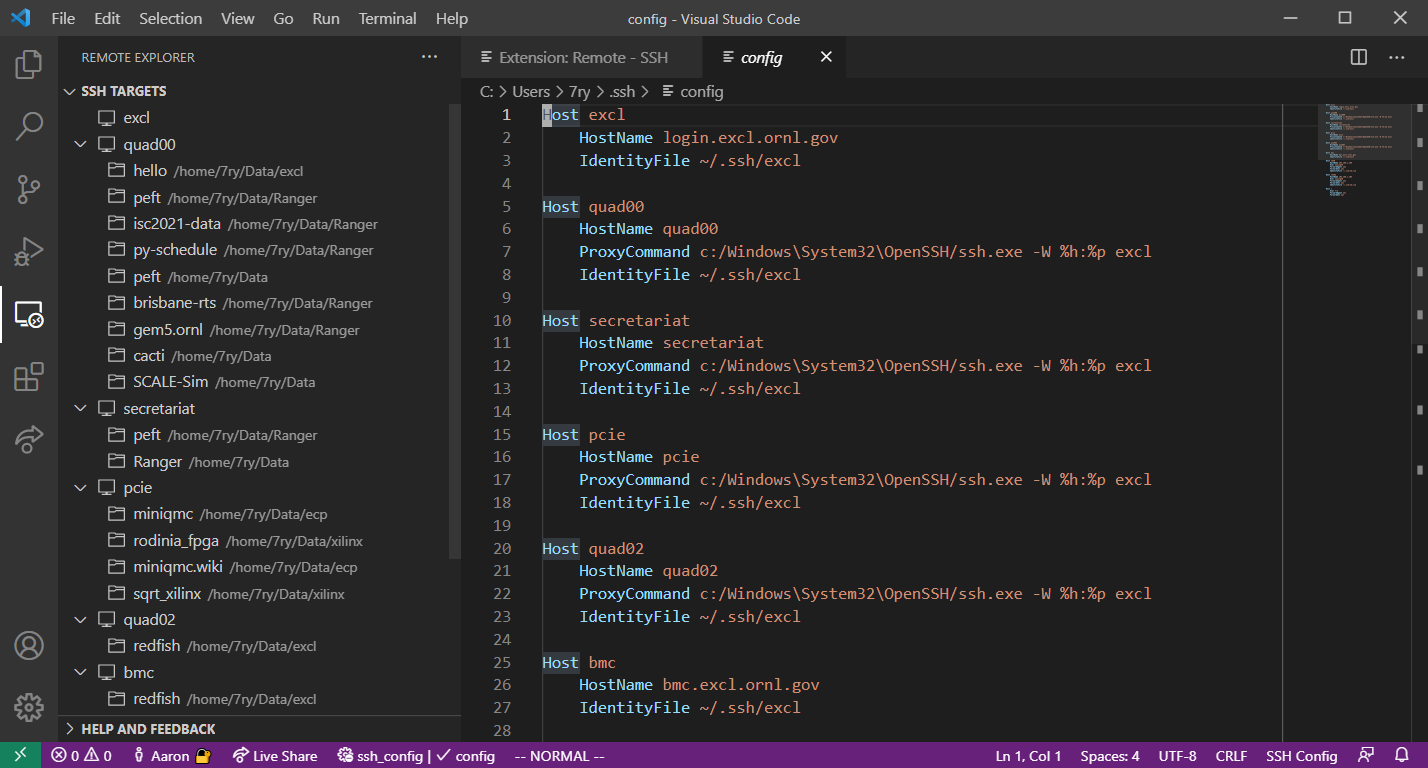 File Edit Selection View Go Run Terminal Help
config - Visual Studio Code
REMOTE EXPLORER
SSH TARGETS
excl
quad00
hello /home/7ry/Data/excl
peft /home/7ry/Data/Ranger
isc2021-data /home/7ry/Data/Ranger
py-schedule /home/7ry/Data/Ranger
peft /home/7ry/Data
brisbane-rts /home/7ry/Data/Ranger
gem5.ornl /home/7ry/Data/Ranger
cacti /home/7ry/Data
SCALE-Sim /home/7ry/Data
secretariat
peft /home/7ry/Data/Ranger
Ranger /home/7ry/Data
pcie
miniqmc /home/7ry/Data/ecp
rodinia_fpga /home/7ry/Data/xilinx
miniqmc.wiki /home/7ry/Data/ecp
sqrt_xilinx /home/7ry/Data/xilinx
quad02
redfish /home/7ry/Data/excl
bmc
redfish /home/7ry/Data/excl
HELP AND FEEDBACK
Extension: Remote - SSH
config
C: > Users > 7ry > .ssh > config
1 Host excl
2 HostName login.excl.ornl.gov
3 IdentityFile ~/.ssh/excl
4
5 Host quad00
6 HostName quad00
7 ProxyCommand c:/Windows\System32\OpenSSH/ssh.exe -W %h:%p excl
8 IdentityFile ~/.ssh/excl
9
10 Host secretariat
11 HostName secretariat
12 ProxyCommand c:/Windows\System32\OpenSSH/ssh.exe -W %h:%p excl
13 IdentityFile ~/.ssh/excl
14
15 Host pcie
16 HostName pcie
17 ProxyCommand c:/Windows\System32\OpenSSH/ssh.exe -W %h:%p excl
18 IdentityFile ~/.ssh/excl
19
20 Host quad02
21 HostName quad02
22 ProxyCommand c:/Windows\System32\OpenSSH/ssh.exe -W %h:%p excl
23 IdentityFile ~/.ssh/excl
24
25 Host bmc
26 HostName bmc.excl.ornl.gov
27 IdentityFile ~/.ssh/excl
28
0 0 Aaron Live Share ssh_config | ✓ config -- NORMAL -- Ln 1, Col 1 Spaces: 4 UTF-8 CRLF SSH Config